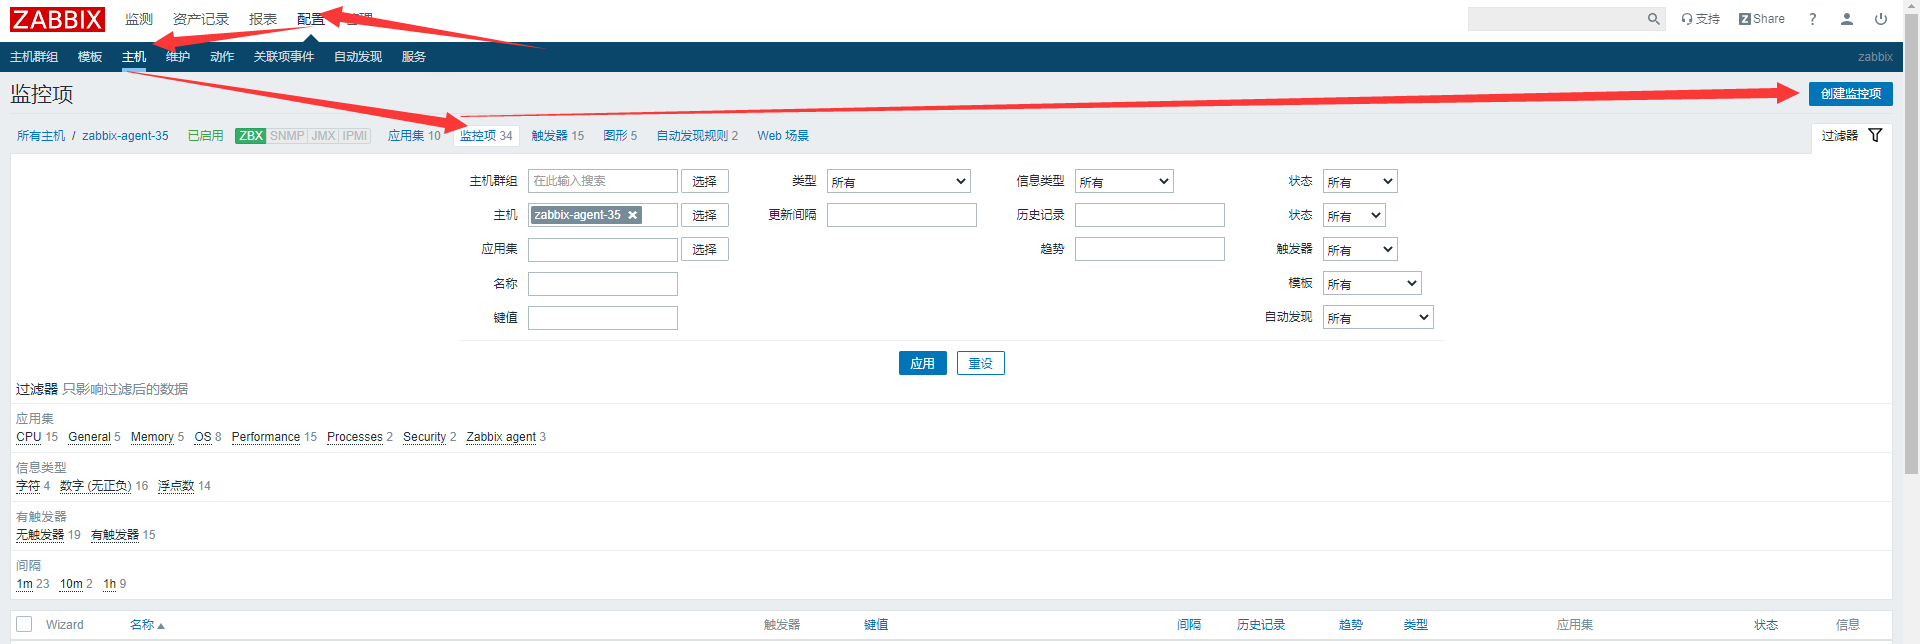 ZABBIX 监测 资产记录 报表 配置 管理 支持 Share ?
主机群组 模板 主机 维护 动作 关联项事件 自动发现 服务 zabbix
监控项 创建监控项
所有主机 / zabbix-agent-35 已启用 ZBX SNMP JMX IPMI 应用集 10 监控项 34 触发器 15 图形 5 自动发现规则 2 Web 场景 过滤器
主机群组 在此输入搜索 选择 类型 所有 信息类型 所有 状态 所有
主机 zabbix-agent-35 选择 更新间隔 历史记录 状态 所有
应用集 选择 趋势 触发器 所有
名称 模板 所有
键值 自动发现 所有
应用 重设
过滤器 只影响过滤后的数据
应用集
CPU 15 General 5 Memory 5 OS 8 Performance 15 Processes 2 Security 2 Zabbix agent 3
信息类型
字符 4 数字 (无正负) 16 浮点数 14
有触发器
无触发器 19 有触发器 15
间隔
1m 23 10m 2 1h 9
Wizard 名称 触发器 键值 间隔 历史记录 趋势 类型 应用集 状态 信息